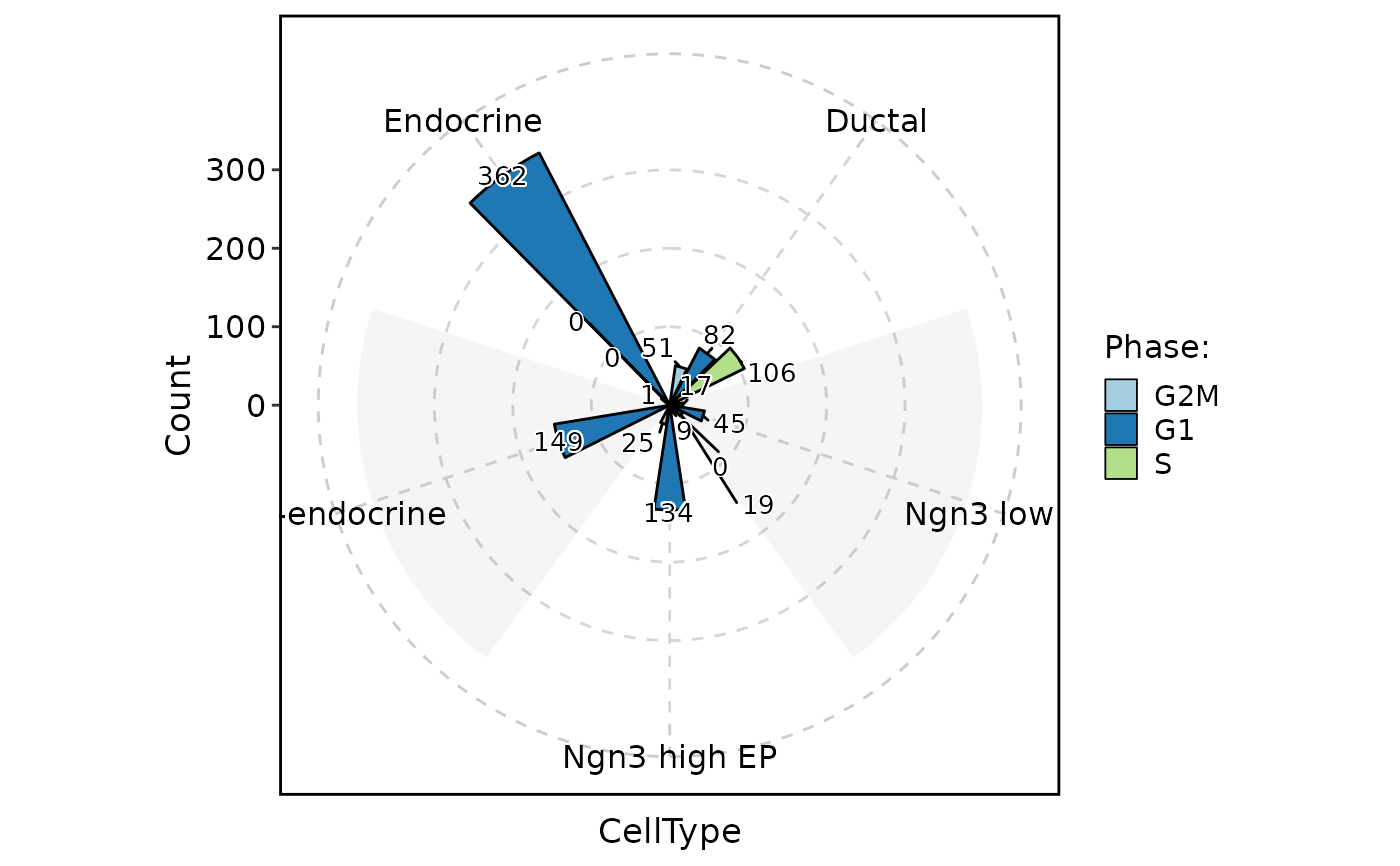 Endocrine
Ductal
362
300
200
100
0
0
0
1
51
82
17
106
45
9
0
19
149
25
134
-endocrine
Ngn3 low
Ngn3 high EP
Count
CellType
Phase:
G2M
G1
S